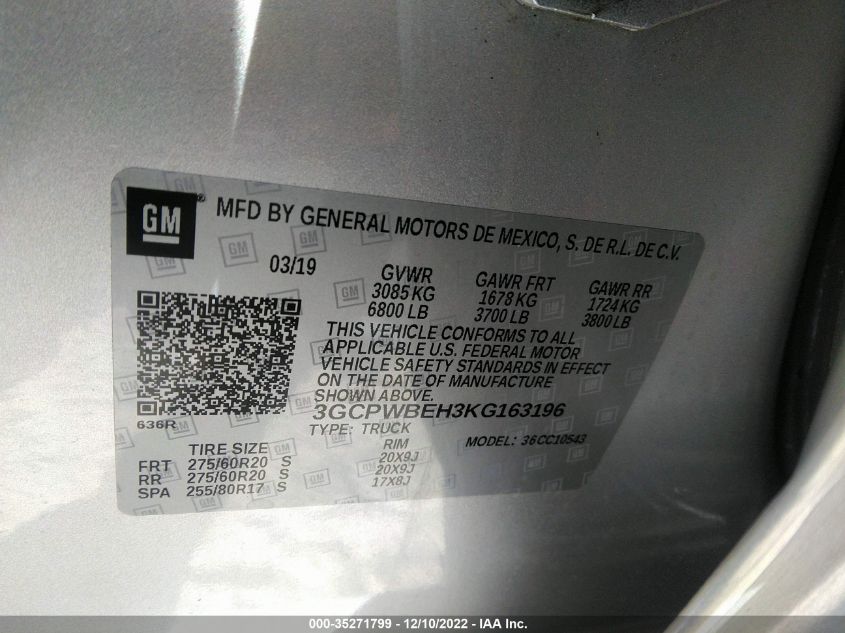 GM
MFD BY GENERAL MOTORS DE MEXICO, S. DE R.L. DE C.V.
03/19 GVWR GAWR FRT GAWR RR
3085 KG 1678 KG 1724 KG
6800 LB 3700 LB 3800 LB
THIS VEHICLE CONFORMS TO ALL
APPLICABLE U.S. FEDERAL MOTOR
VEHICLE SAFETY STANDARDS IN EFFECT
ON THE DATE OF MANUFACTURE
SHOWN ABOVE.
3GCPWBEH3KG163196
636R TYPE: TRUCK MODEL: 36CC10543
TIRE SIZE RIM
FRT 275/60R20 S 20X9J
RR 275/60R20 S 20X9J
SPA 255/80R17 S 17X8J
000-35271799 - 12/10/2022 - IAA Inc.